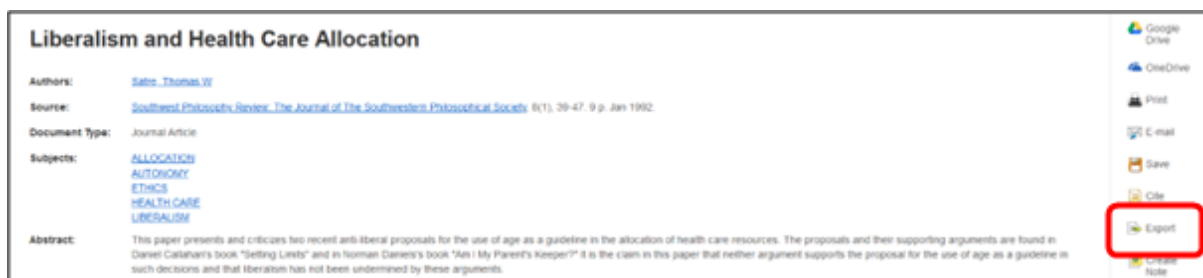 Liberalism and Health Care Allocation
Authors: Satre, Thomas W
Source: Southwest Philosophy Review: The Journal of The Southwestern Philosophical Society. 8(1), 39-47. 9 p. Jan 1992.
Document Type: Journal Article
Subjects: ALLOCATION
AUTONOMY
ETHICS
HEALTH CARE
LIBERALISM
Abstract: This paper presents and criticizes two recent anti-liberal proposals for the use of age as a guideline in the allocation of health care resources. The proposals and their supporting arguments are found in
Daniel Callahan's book "Setting Limits" and in Norman Daniels's book "Am I My Parent's Keeper?" It is the claim in this paper that neither argument supports the proposal for the use of age as a guideline in
such decisions and that liberalism has not been undermined by these arguments.
Google
Drive
OneDrive
Print
E-mail
Save
Cite
Export
Create
Note